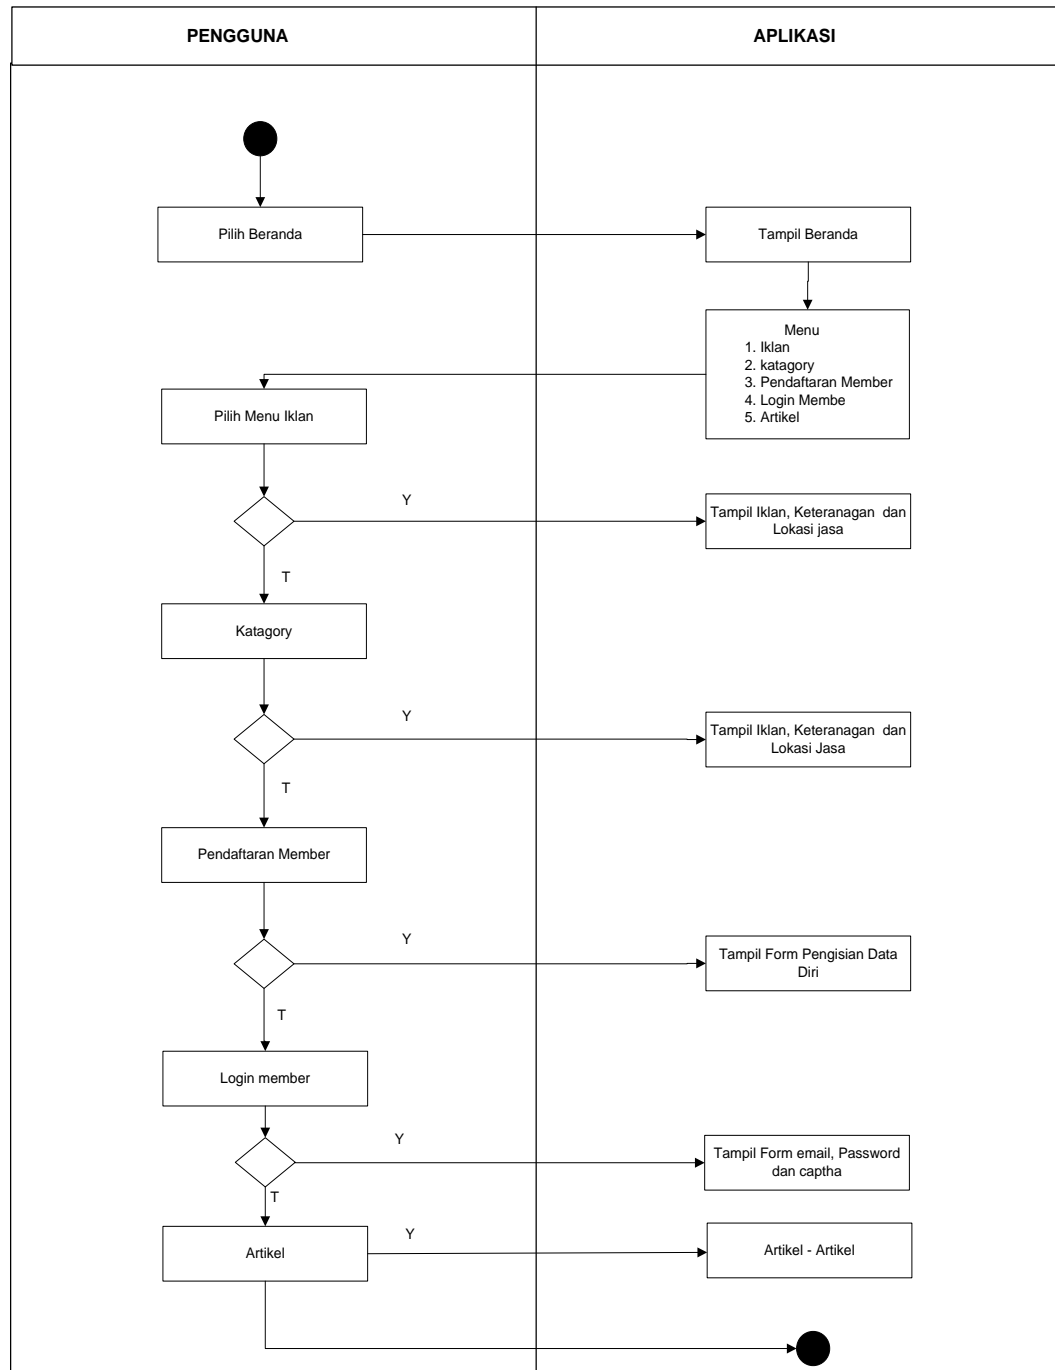 PENGGUNA
APLIKASI
Pilih Beranda
Tampil Beranda
Menu
1. Iklan
2. katagory
3. Pendaftaran Member
4. Login Membe
5. Artikel
Pilih Menu Iklan
Y
Tampil Iklan, Keteranagan dan
Lokasi jasa
T
Katagory
Y
Tampil Iklan, Keteranagan dan
Lokasi Jasa
T
Pendaftaran Member
Y
Tampil Form Pengisian Data
Diri
T
Login member
Y
Tampil Form email, Password
dan captha
T
Artikel
Y
Artikel - Artikel